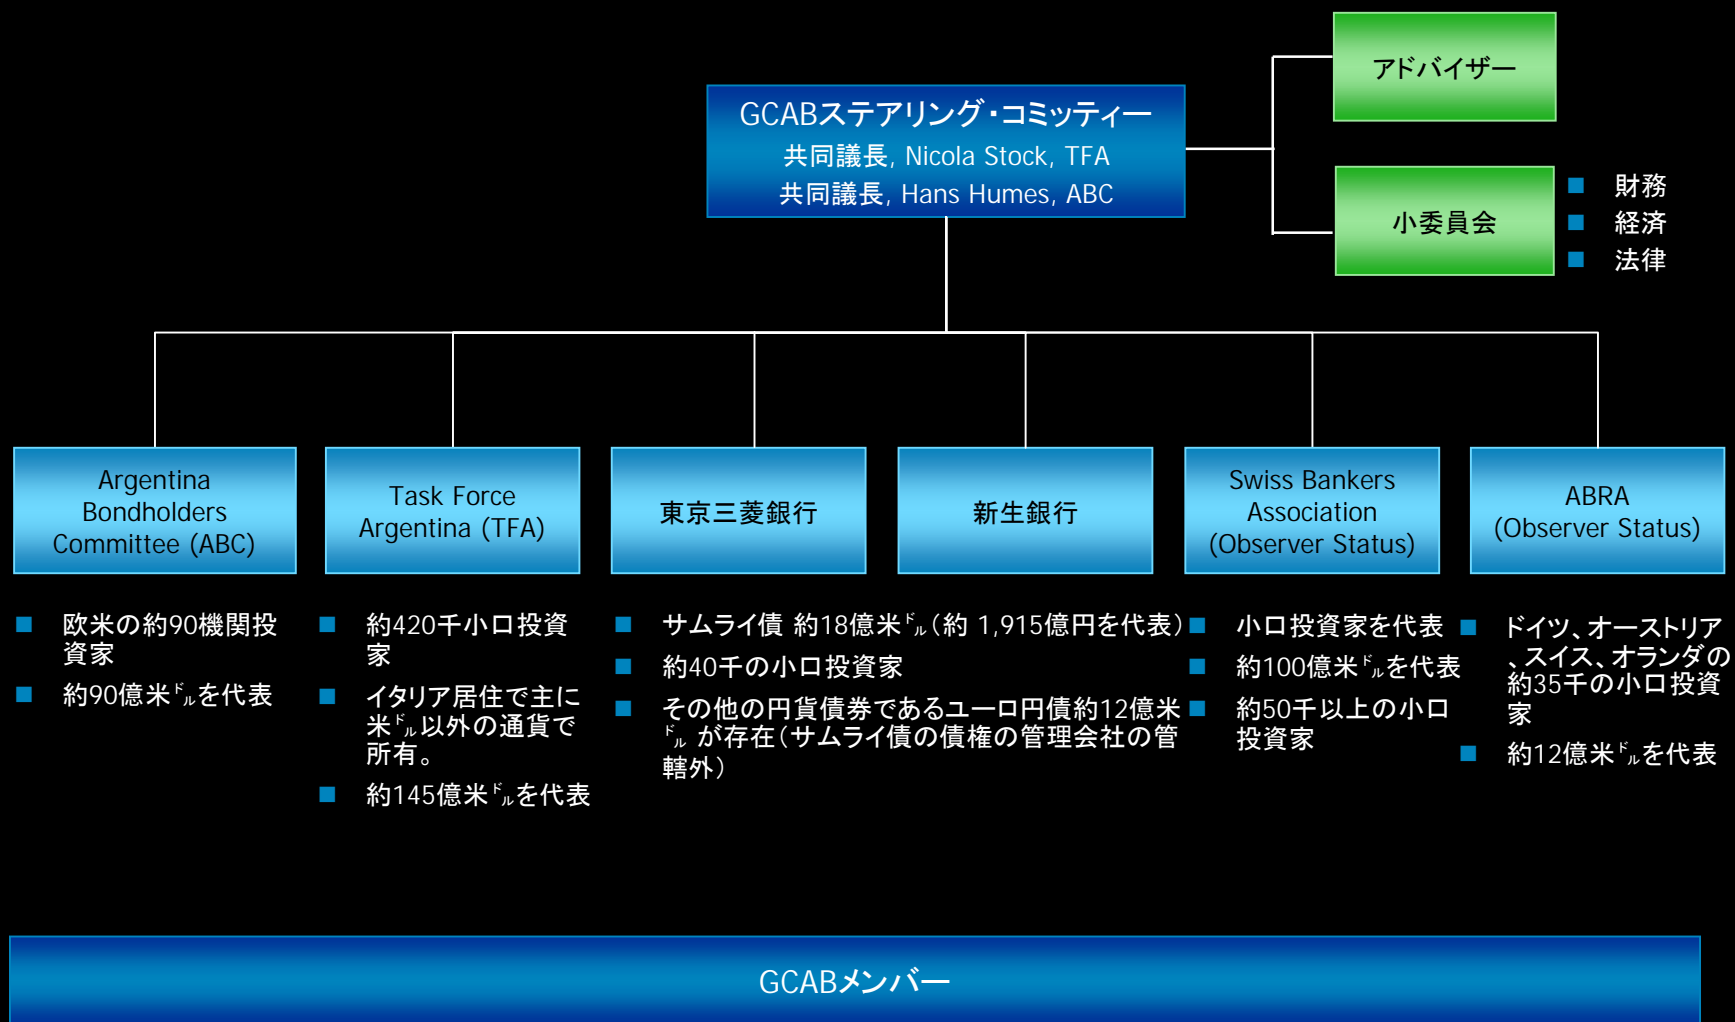 アドバイザー
GCABステアリング・コミッティー
共同議長, Nicola Stock, TFA
共同議長, Hans Humes, ABC
小委員会
財務
経済
法律
Argentina
Bondholders
Committee (ABC)
Task Force
Argentina (TFA)
東京三菱銀行
新生銀行
Swiss Bankers
Association
(Observer Status)
ABRA
(Observer Status)
欧米の約90機関投
資家
約90億米㌦を代表
約420千小口投資
家
イタリア居住で主に
米㌦以外の通貨で
所有。
約145億米㌦を代表
サムライ債 約18億米㌦(約 1,915億円を代表)
約40千の小口投資家
その他の円貨債券であるユーロ円債約12億米
㌦ が存在(サムライ債の債権の管理会社の管
轄外)
小口投資家を代表
約100億米㌦を代表
約50千以上の小口
投資家
ドイツ、オーストリア
、スイス、オランダの
約35千の小口投資
家
約12億米㌦を代表
GCABメンバー